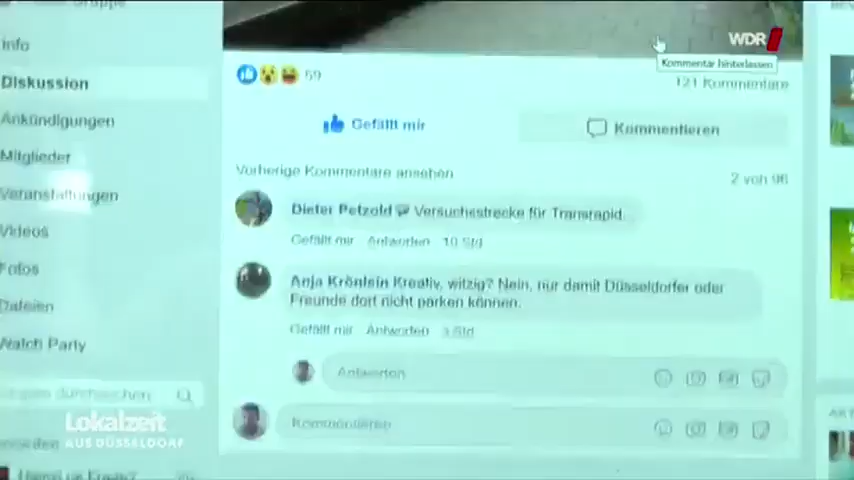 Gruppe
Info
Diskussion
Ankündigungen
Mitglieder
Veranstaltungen
Videos
Fotos
Dateien
Watch Party
durchsuchen
WDR
Kommentar hinterlassen
69
121 Kommentare
Gefällt mir
Kommentieren
Vorherige Kommentare ansehen
2 von 96
Dieter Petzold Versuchsstrecke für Transrapid...
Gefällt mir Antworten 10 Std
Anja Krönlein Kreativ, witzig? Nein, nur damit Düsseldorfer oder
Freunde dort nicht parken können.
Gefällt mir Antworten 3 Std
Antworten
Kommentieren
Lokalzeit
AUS DÜSSELDORF